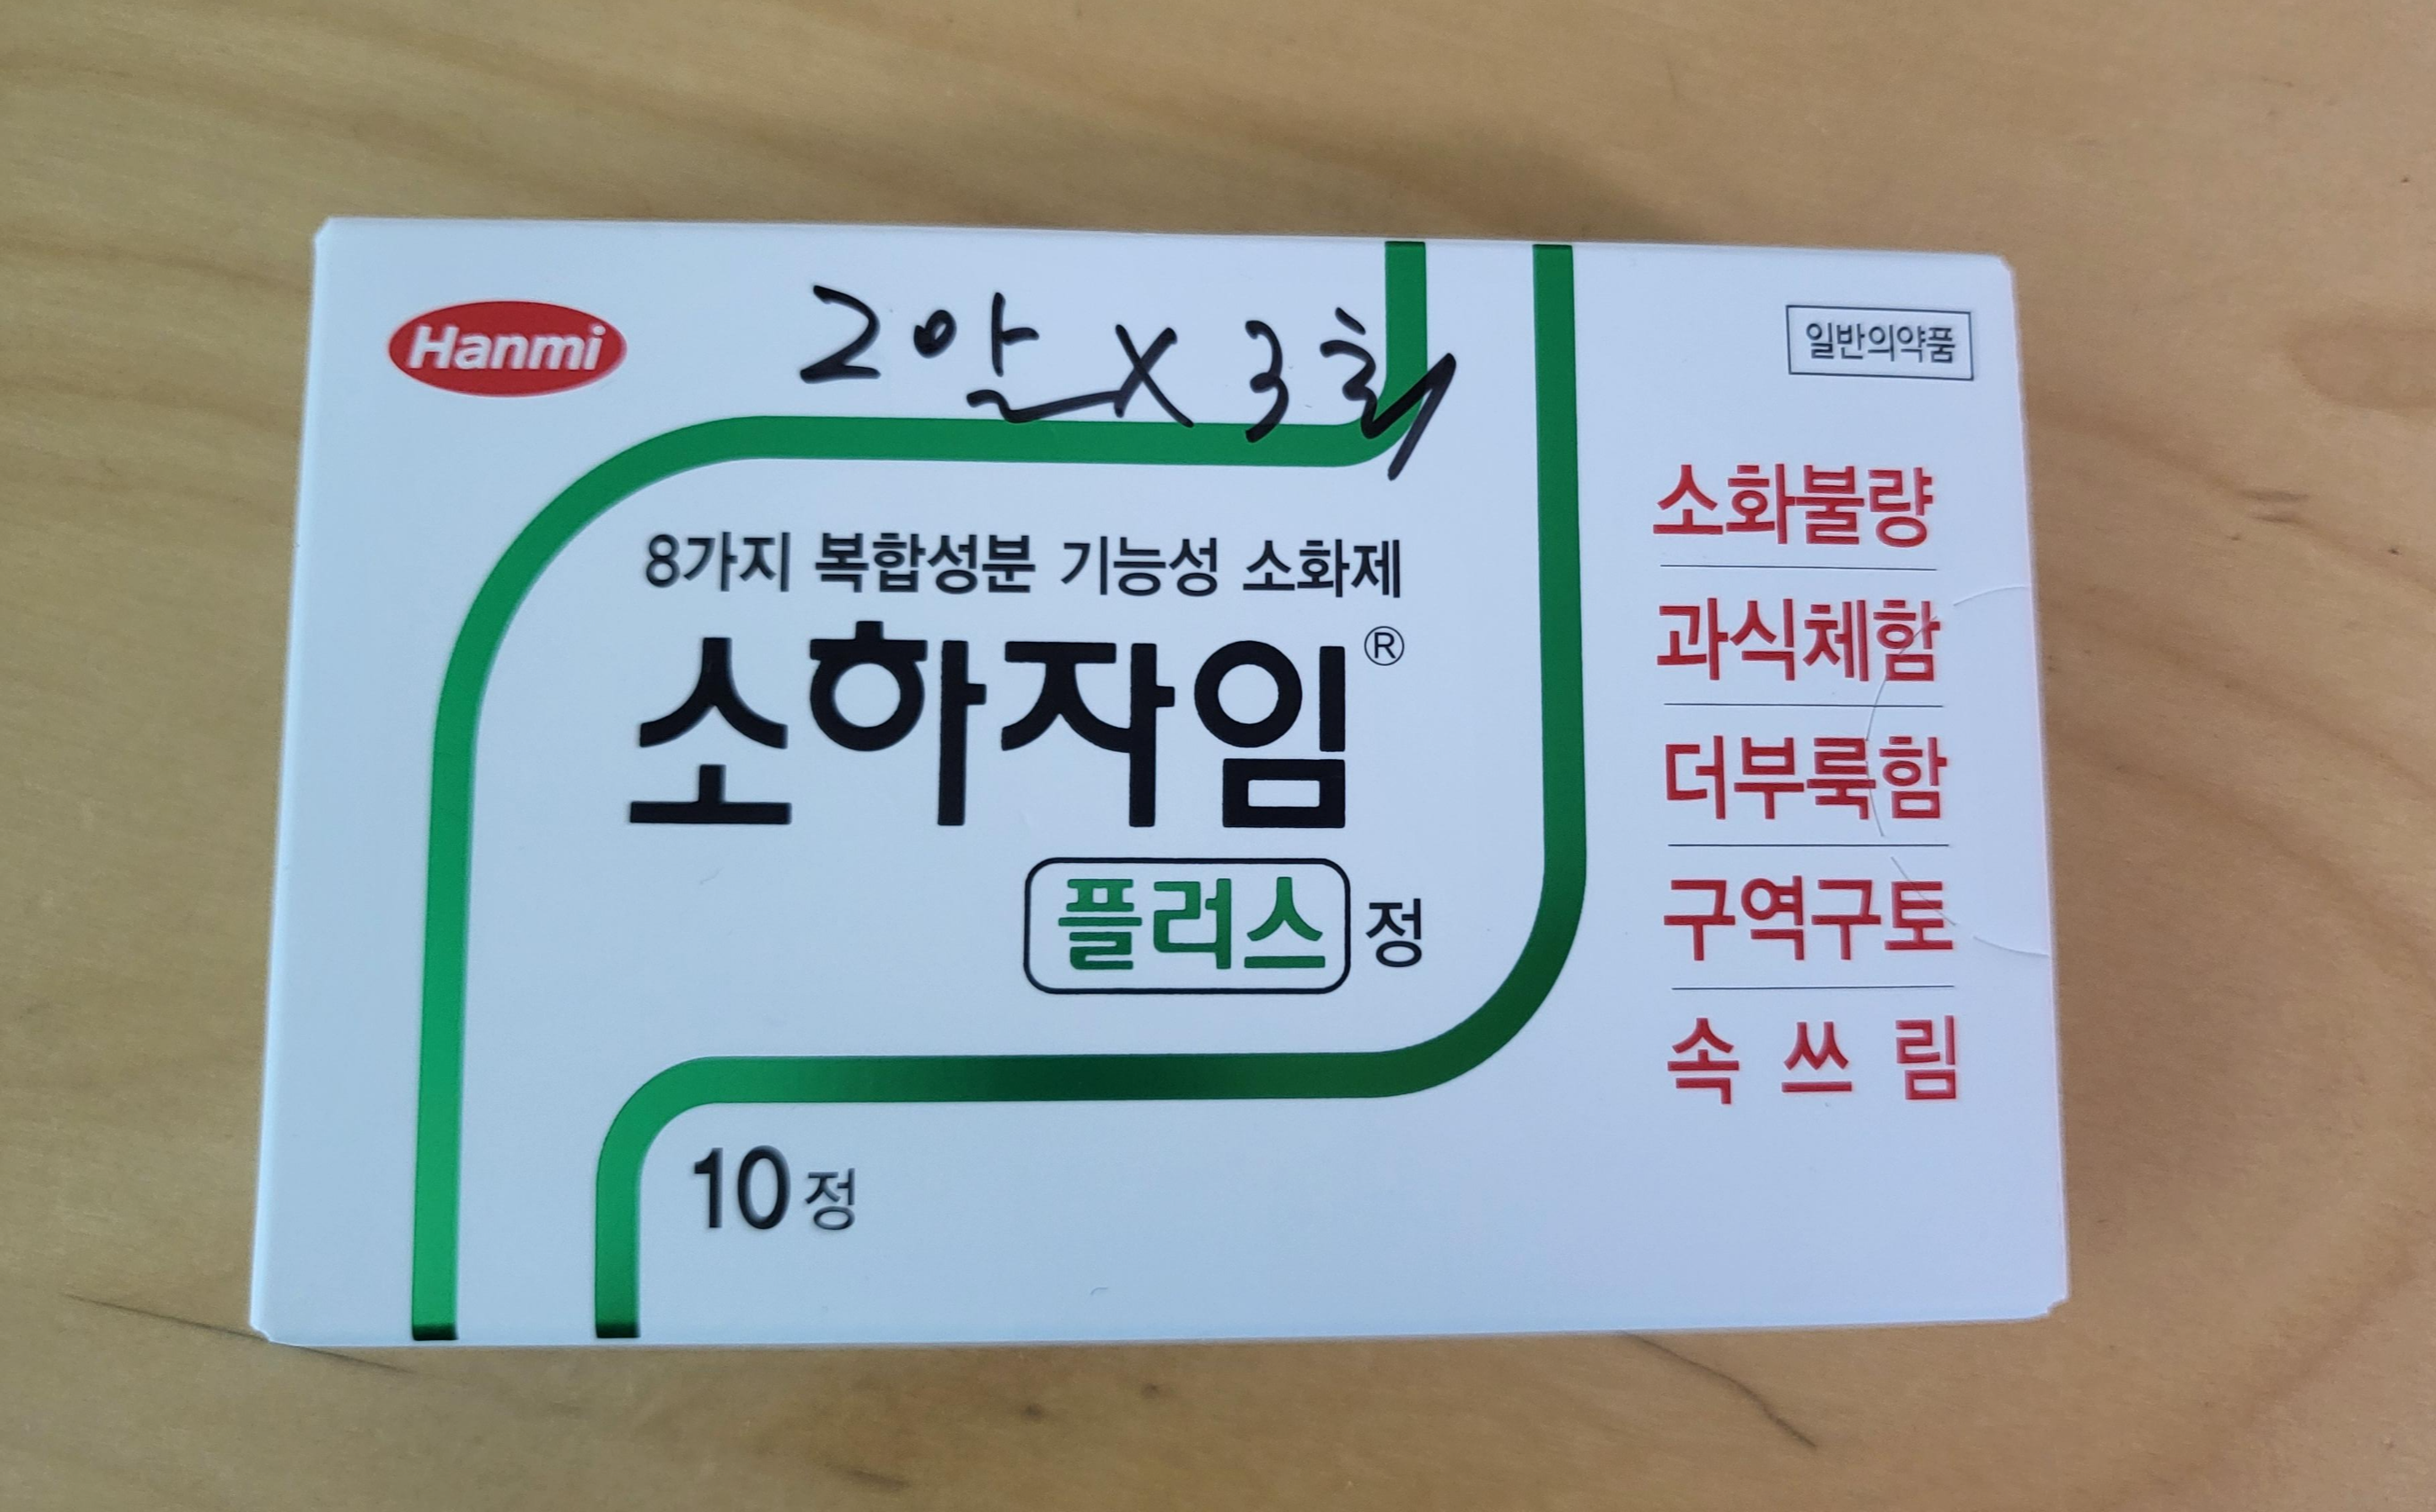 Hanmi
2알 X 3회
일반의약품
8가지 복합성분 기능성 소화제
소하자임®
플러스 정
10정
소화불량
과식체함
더부룩함
구역구토
속쓰림